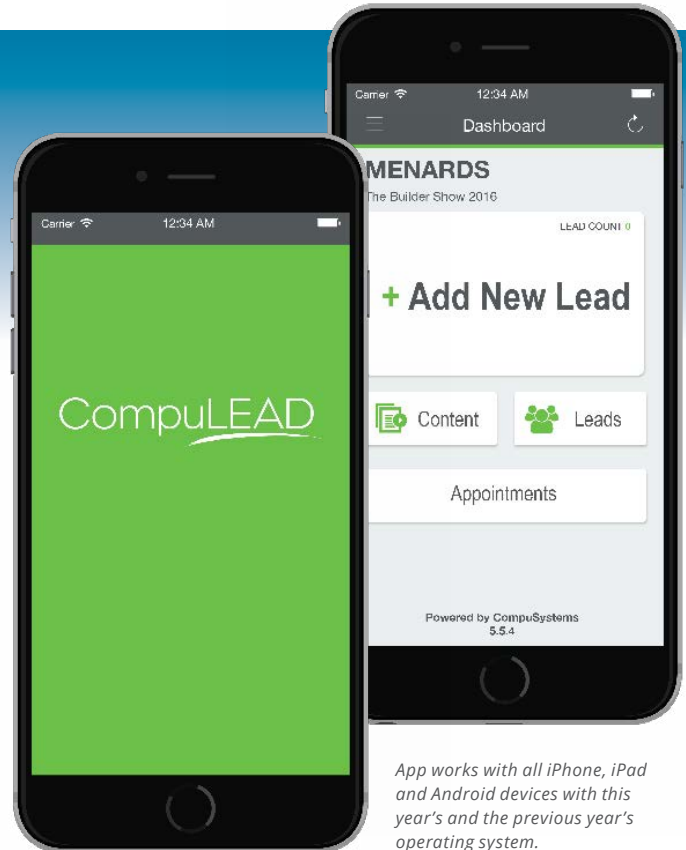 Carrier 12:34 AM
CompuLEAD
Carrier 12:34 AM
Dashboard
MENARDS
The Builder Show 2016
LEAD COUNT 0
+ Add New Lead
Content
Leads
Appointments
Powered by CompuSystems
5.5.4
App works with all iPhone, iPad
and Android devices with this
year’s and the previous year’s
operating system.